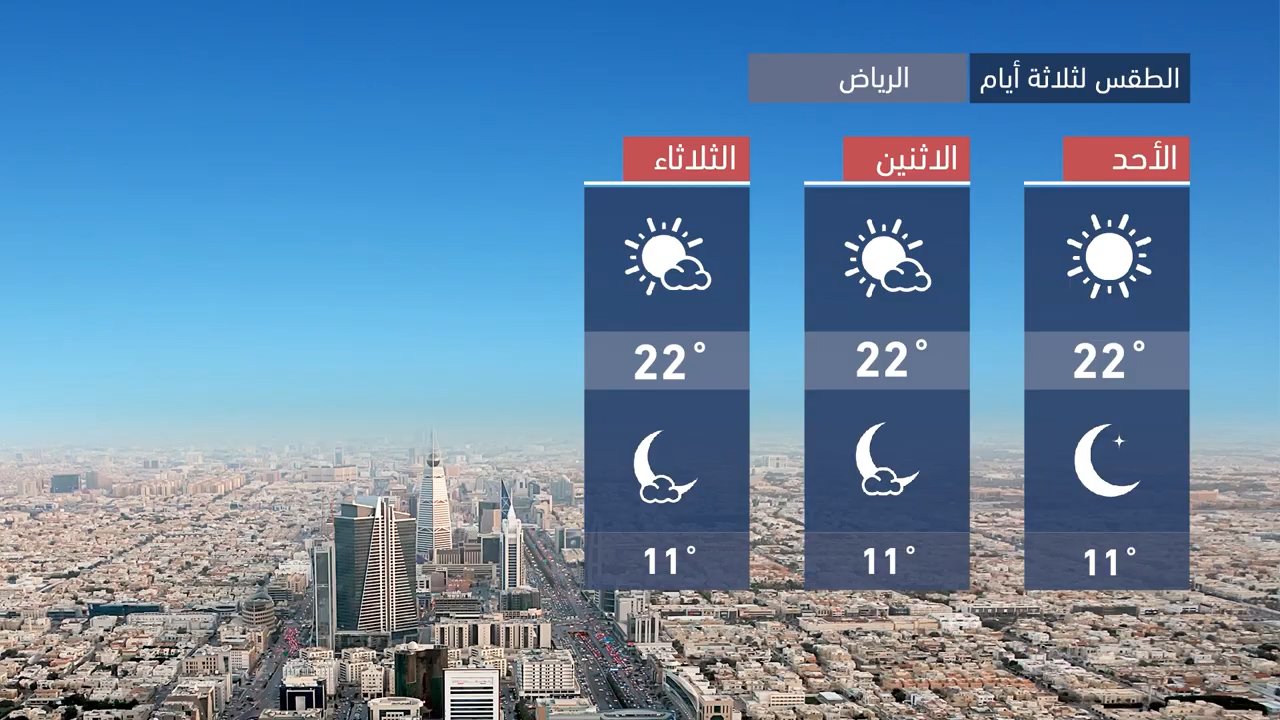 الطقس لثلاثة أيام
الرياض
الأحد
الاثنين
الثلاثاء
22°
22°
22°
11°
11°
11°